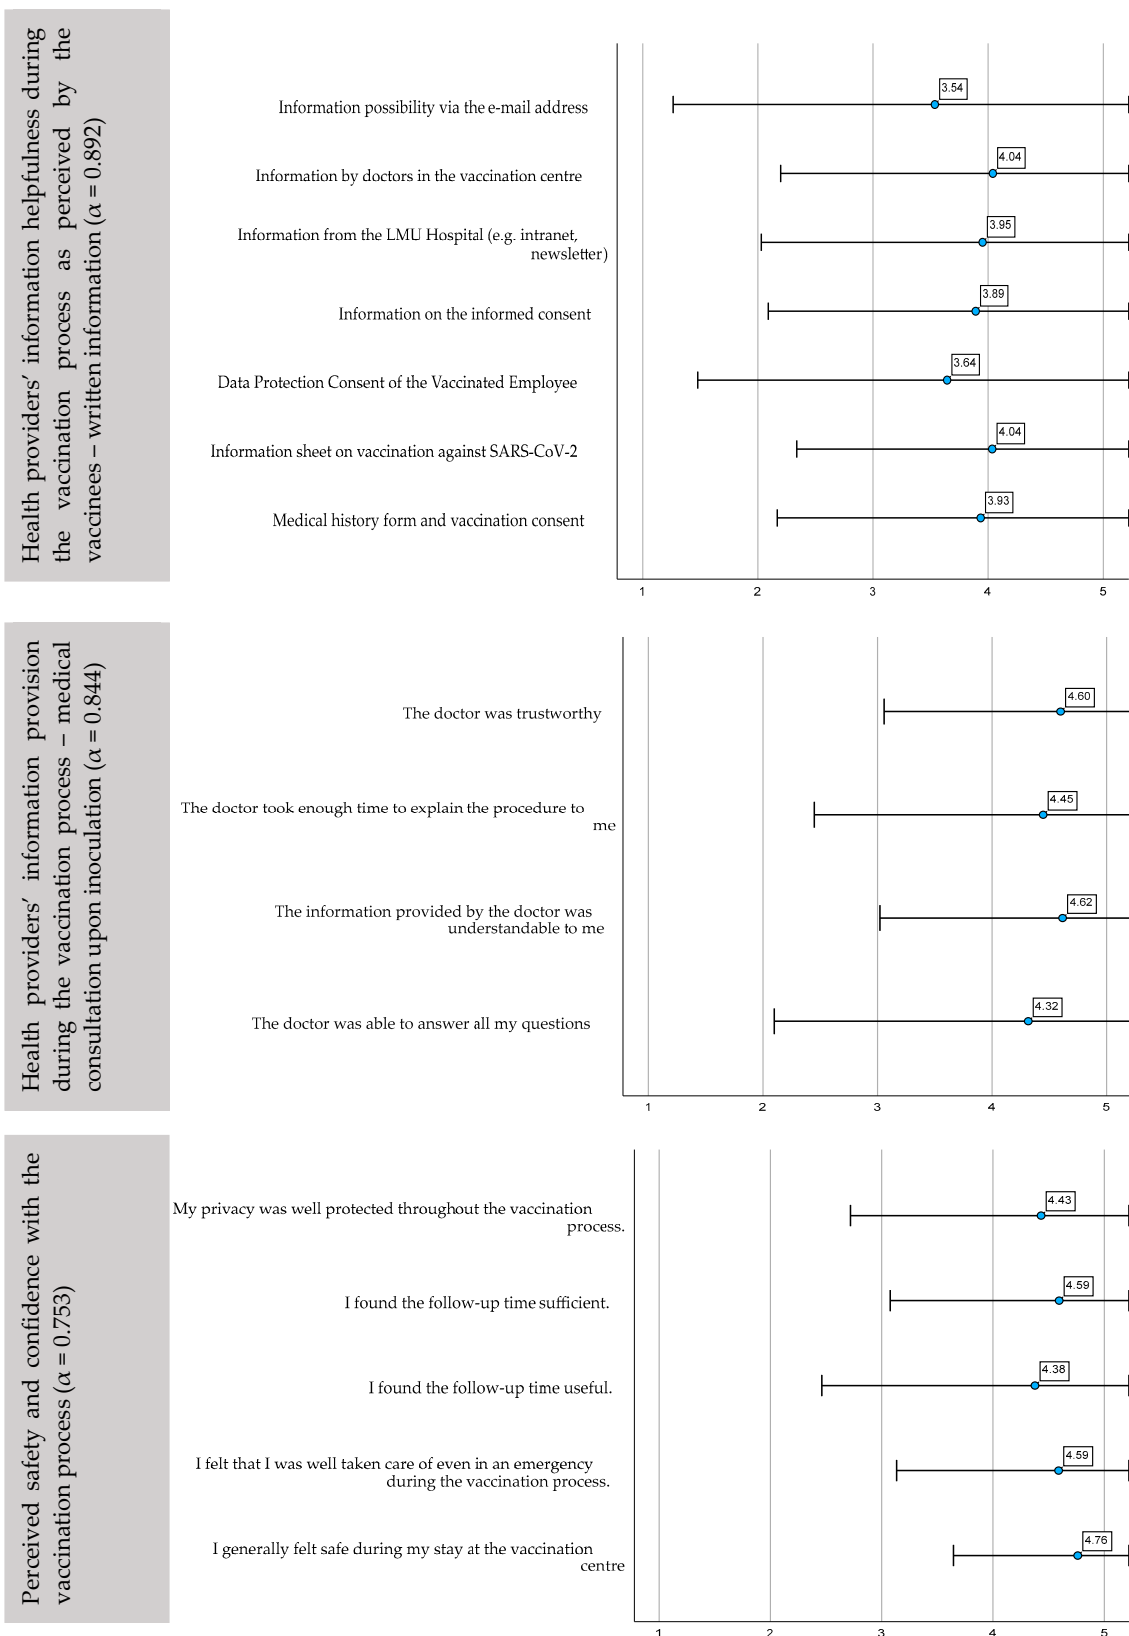 Health providers' information helpfulness during
the vaccination process as perceived by the
vaccinees – written information (α = 0.892)
Information possibility via the e-mail address
3.54
Information by doctors in the vaccination centre
4.04
Information from the LMU Hospital (e.g. intranet,
newsletter)
3.95
Information on the informed consent
3.89
Data Protection Consent of the Vaccinated Employee
3.64
Information sheet on vaccination against SARS-CoV-2
4.04
Medical history form and vaccination consent
3.93
1 2 3 4 5
Health providers' information provision
during the vaccination process – medical
consultation upon inoculation (α = 0.844)
The doctor was trustworthy
4.60
The doctor took enough time to explain the procedure to
me
4.45
The information provided by the doctor was
understandable to me
4.62
The doctor was able to answer all my questions
4.32
1 2 3 4 5
Perceived safety and confidence with the
vaccination process (α = 0.753)
My privacy was well protected throughout the vaccination
process.
4.43
I found the follow-up time sufficient.
4.59
I found the follow-up time useful.
4.38
I felt that I was well taken care of even in an emergency
during the vaccination process.
4.59
I generally felt safe during my stay at the vaccination
centre
4.76
1 2 3 4 5